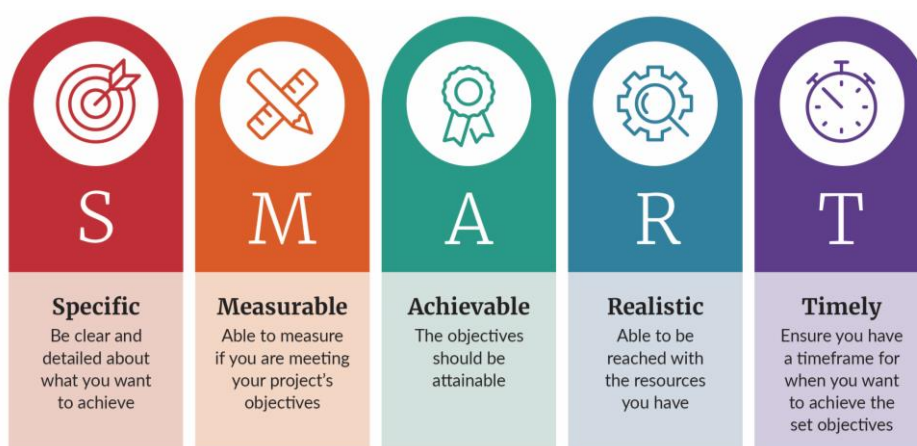 S
M
A
R
T
Specific
Be clear and
detailed about
what you want
to achieve
Measurable
Able to measure
if you are meeting
your project's
objectives
Achievable
The objectives
should be
attainable
Realistic
Able to be
reached with
the resources
you have
Timely
Ensure you have
a timeframe for
when you want
to achieve the
set objectives